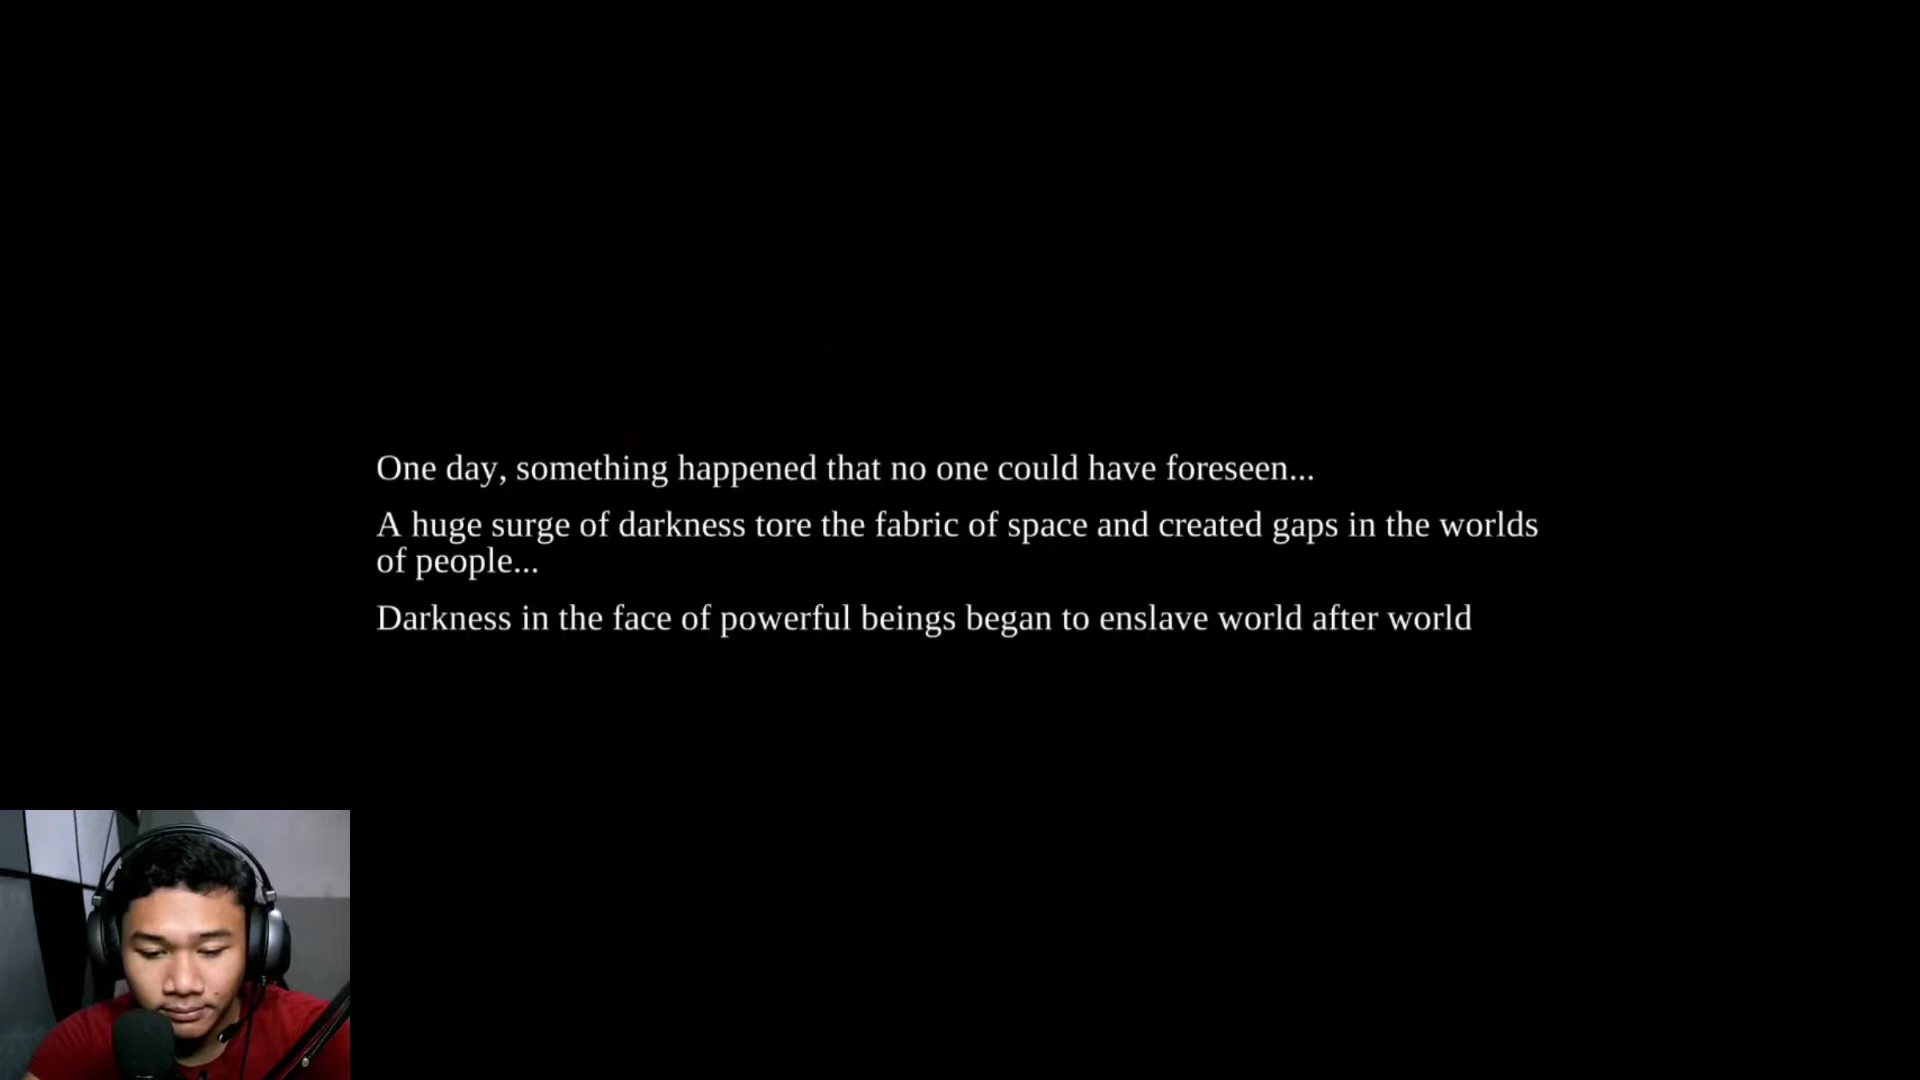 One day, something happened that no one could have foreseen...
A huge surge of darkness tore the fabric of space and created gaps in the worlds
of people...
Darkness in the face of powerful beings began to enslave world after world